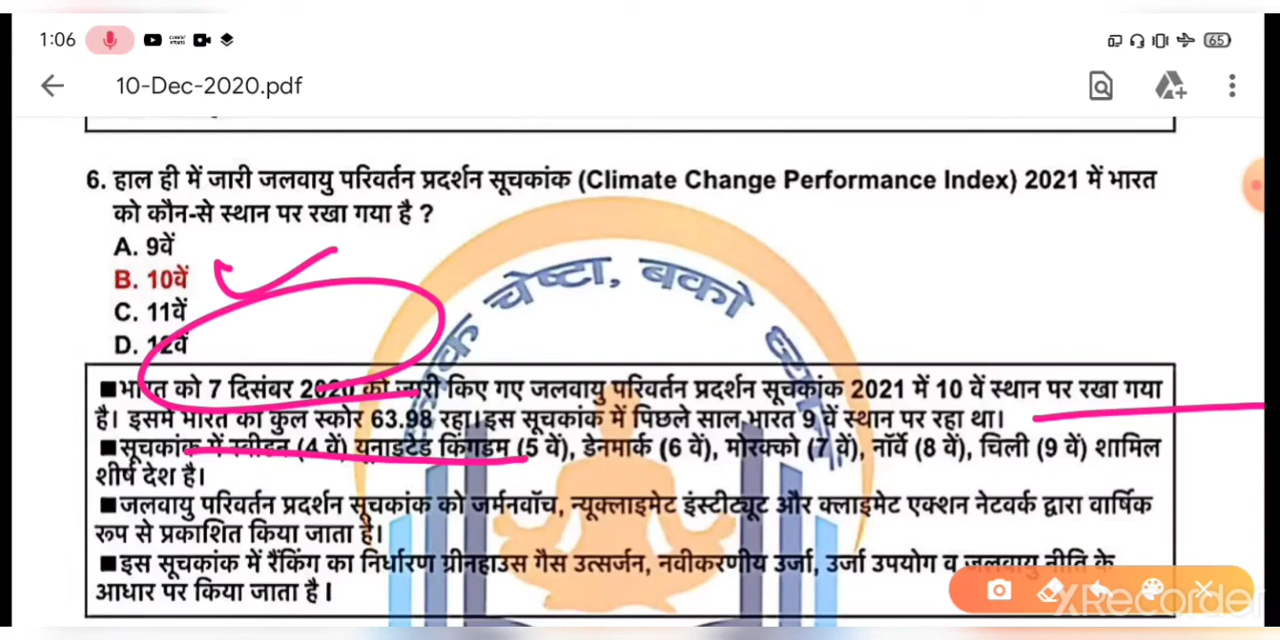 1:06
65
10-Dec-2020.pdf
6. हाल ही में जारी जलवायु परिवर्तन प्रदर्शन सूचकांक (Climate Change Performance Index) 2021 में भारत
को कौन-से स्थान पर रखा गया है ?
A. 9वें
B. 10वें
C. 11वें
D. 12वें
चेष्टा, बको
■भारत को 7 दिसंबर 2020 को जारी किए गए जलवायु परिवर्तन प्रदर्शन सूचकांक 2021 में 10 वें स्थान पर रखा गया
है। इसमें भारत का कुल स्कोर 63.98 रहा। इस सूचकांक में पिछले साल भारत 9 वें स्थान पर रहा था।
■सूचकांक में स्वीडन (4 वें) यूनाइटेड किंगडम (5 वें), डेनमार्क (6 वें), मोरक्को (7 वें), नॉर्वे (8 वें), चिली (9 वें) शामिल
शीर्ष देश है।
■जलवायु परिवर्तन प्रदर्शन सूचकांक को जर्मनवॉच, न्यूक्लाइमेट इंस्टीट्यूट और क्लाइमेट एक्शन नेटवर्क द्वारा वार्षिक
रूप से प्रकाशित किया जाता है।
■इस सूचकांक में रैंकिंग का निर्धारण ग्रीनहाउस गैस उत्सर्जन, नवीकरणीय उर्जा, उर्जा उपयोग व जलवायु नीति के
आधार पर किया जाता है।
XRecorder